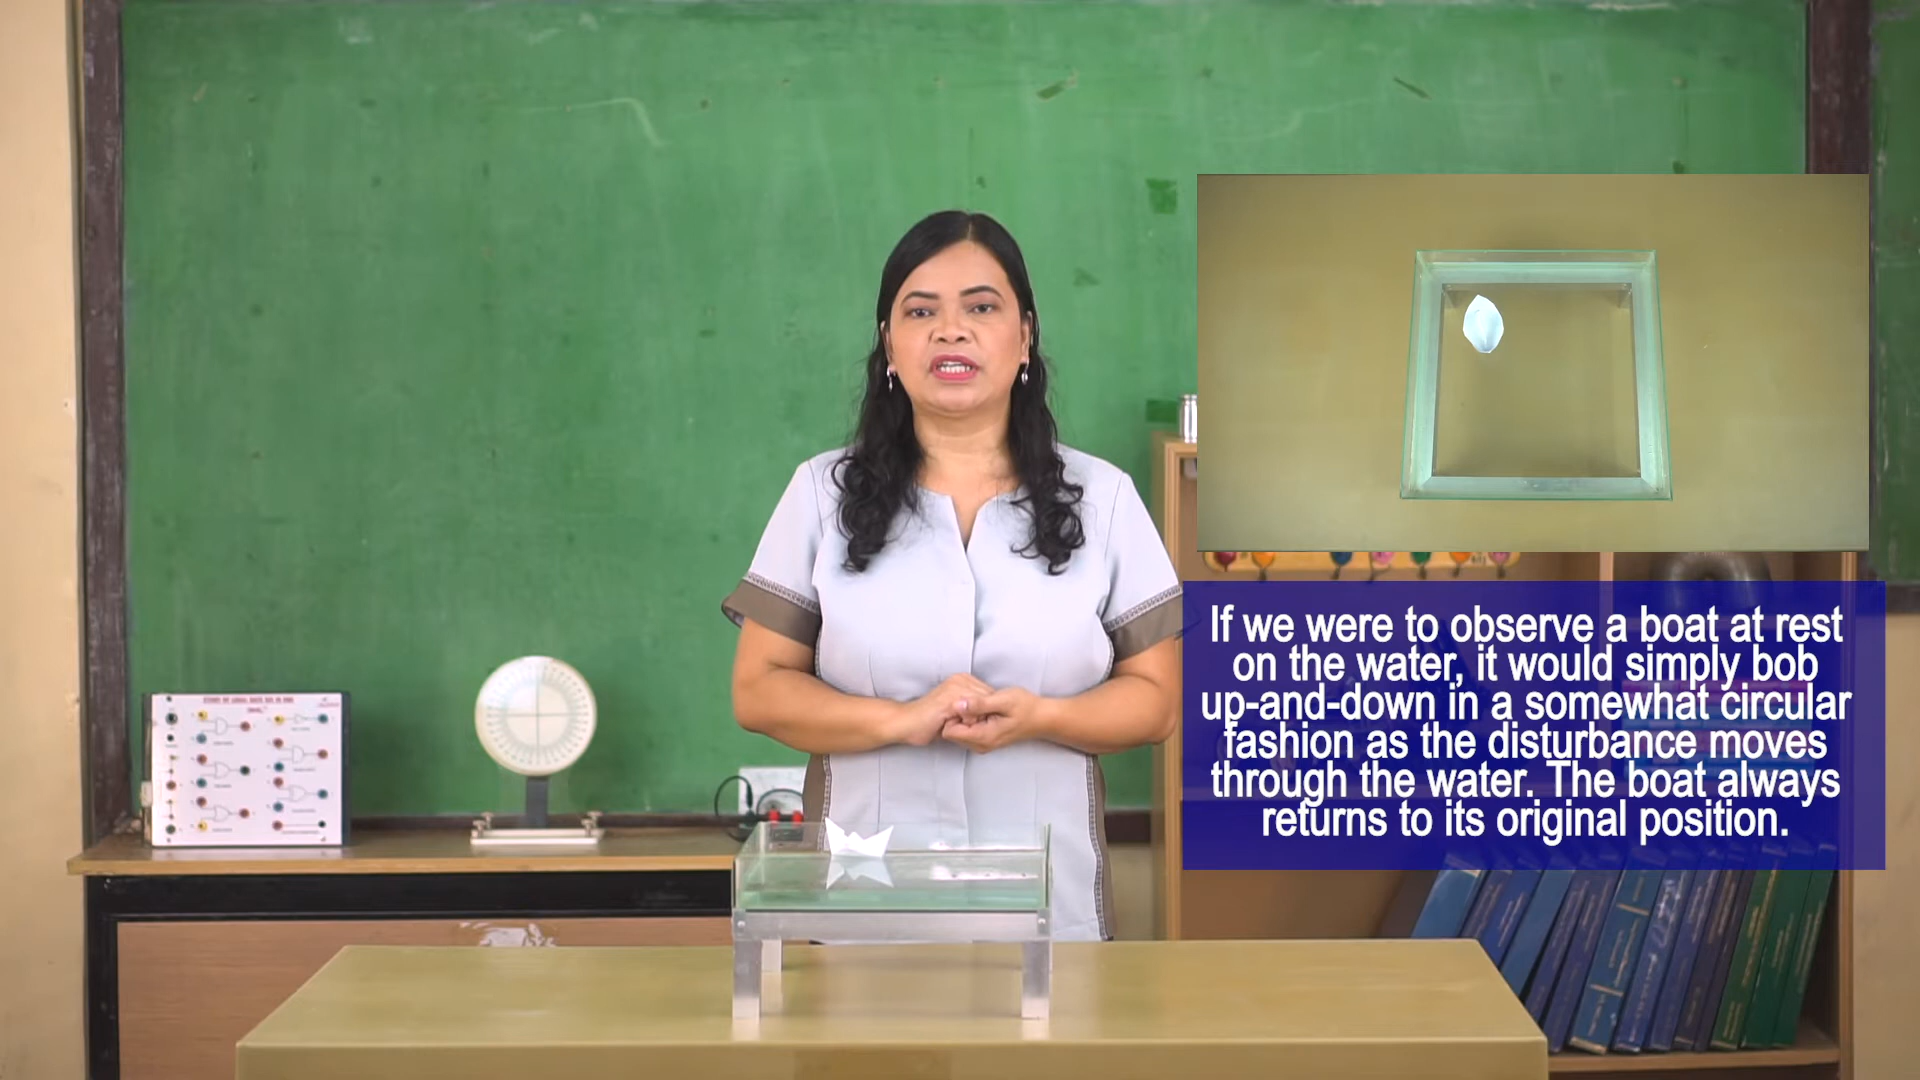 If we were to observe a boat at rest
on the water, it would simply bob
up-and-down in a somewhat circular
fashion as the disturbance moves
through the water. The boat always
returns to its original position.